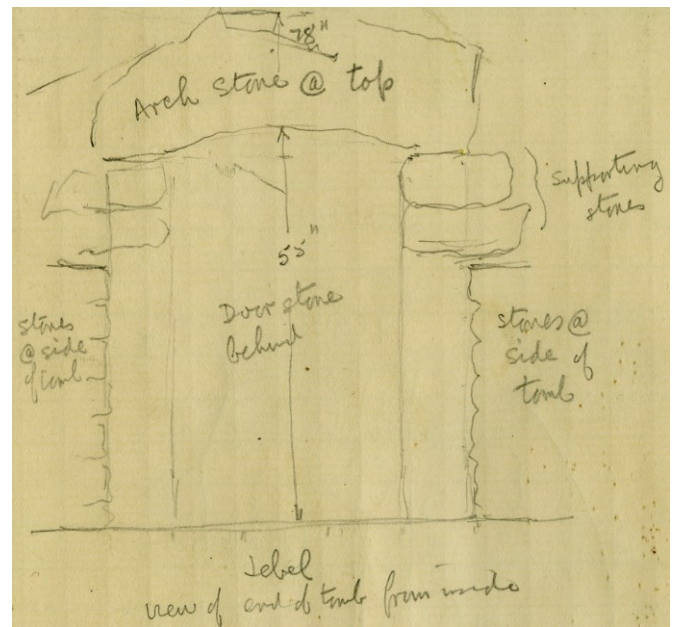 78"
Arch stone @ top
Supporting
stones
55"
Door stone
behind
stones
@ side
of tomb
stones @
side of
tomb.
Jebel
view of end of tomb from inside